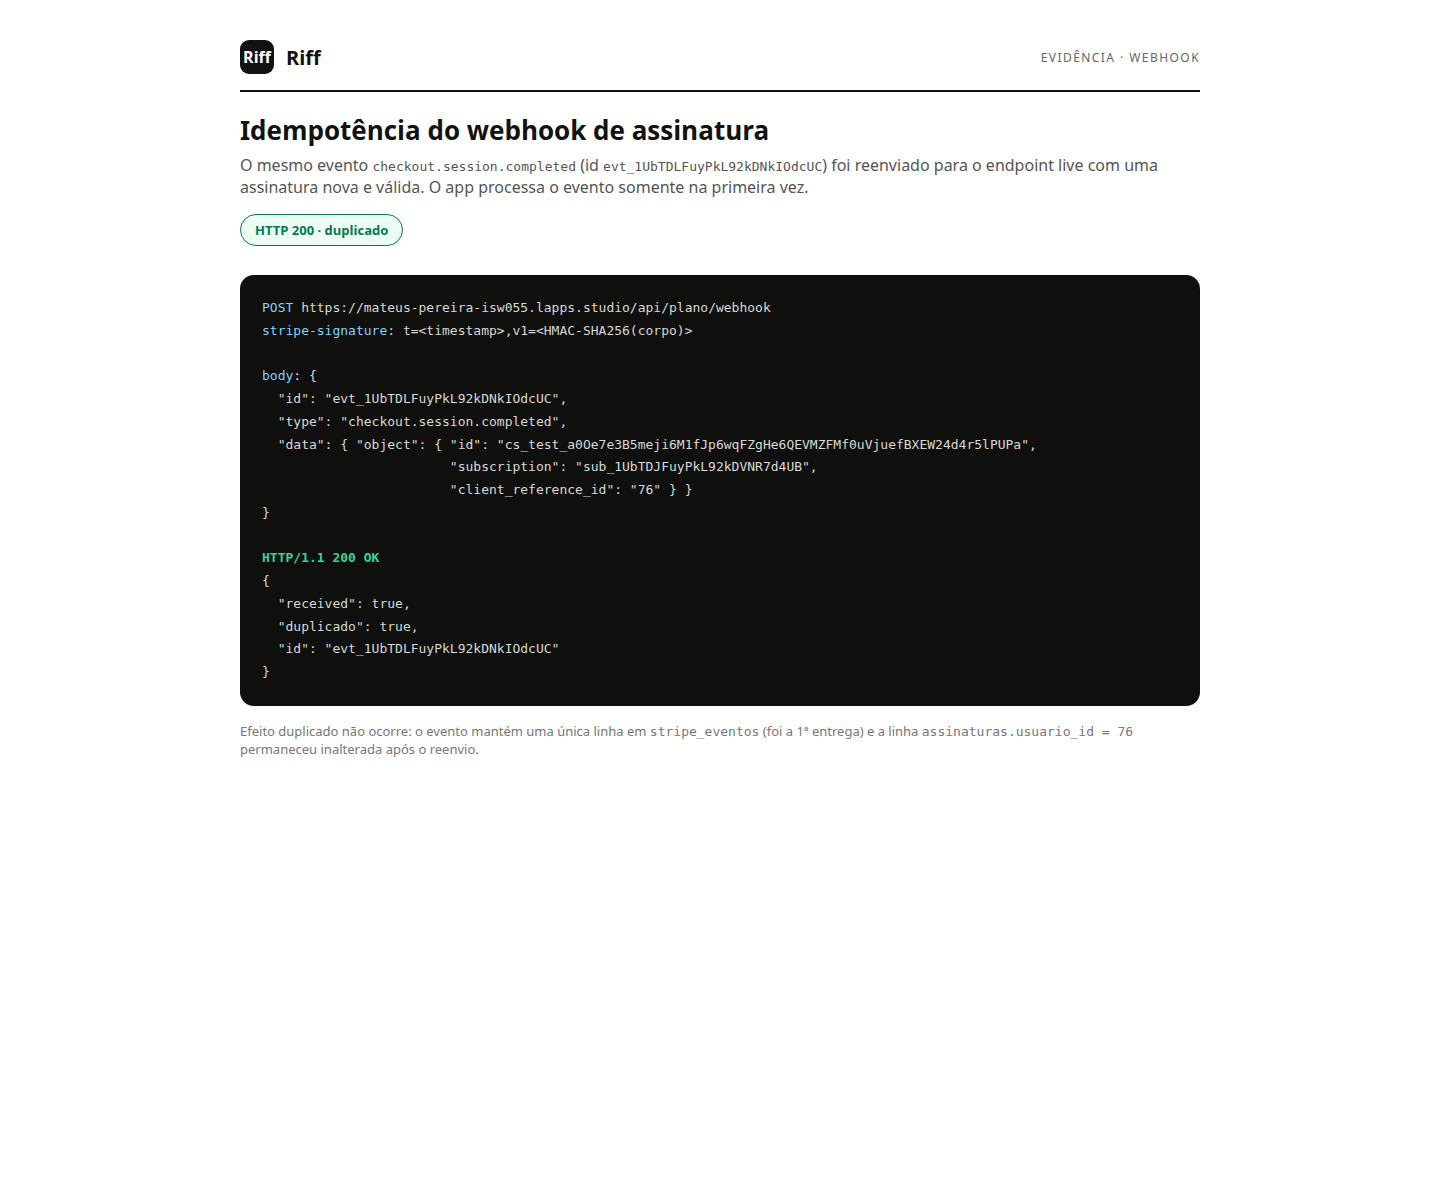 Riff Riff
EVIDÊNCIA · WEBHOOK
Idempotência do webhook de assinatura
O mesmo evento checkout.session.completed (id evt_1UbTDLFuyPkL92kDNkIOdcUC) foi reenviado para o endpoint live com uma
assinatura nova e válida. O app processa o evento somente na primeira vez.
HTTP 200 · duplicado
POST https://mateus-pereira-isw055.lapps.studio/api/plano/webhook
stripe-signature: t=<timestamp>,v1=<HMAC-SHA256(corpo)>
body: {
"id": "evt_1UbTDLFuyPkL92kDNkIOdcUC",
"type": "checkout.session.completed",
"data": { "object": { "id": "cs_test_a0Oe7e3B5meji6M1fJp6wqFZgHe6QEVMZFMf0uVjuefBXEW24d4r5lPUPa",
"subscription": "sub_1UbTDJFuyPkL92kDVNR7d4UB",
"client_reference_id": "76" } }
}
HTTP/1.1 200 OK
{
"received": true,
"duplicado": true,
"id": "evt_1UbTDLFuyPkL92kDNkIOdcUC"
}
Efeito duplicado não ocorre: o evento mantém uma única linha em stripe_eventos (foi a 1ª entrega) e a linha assinaturas.usuario_id = 76
permaneceu inalterada após o reenvio.